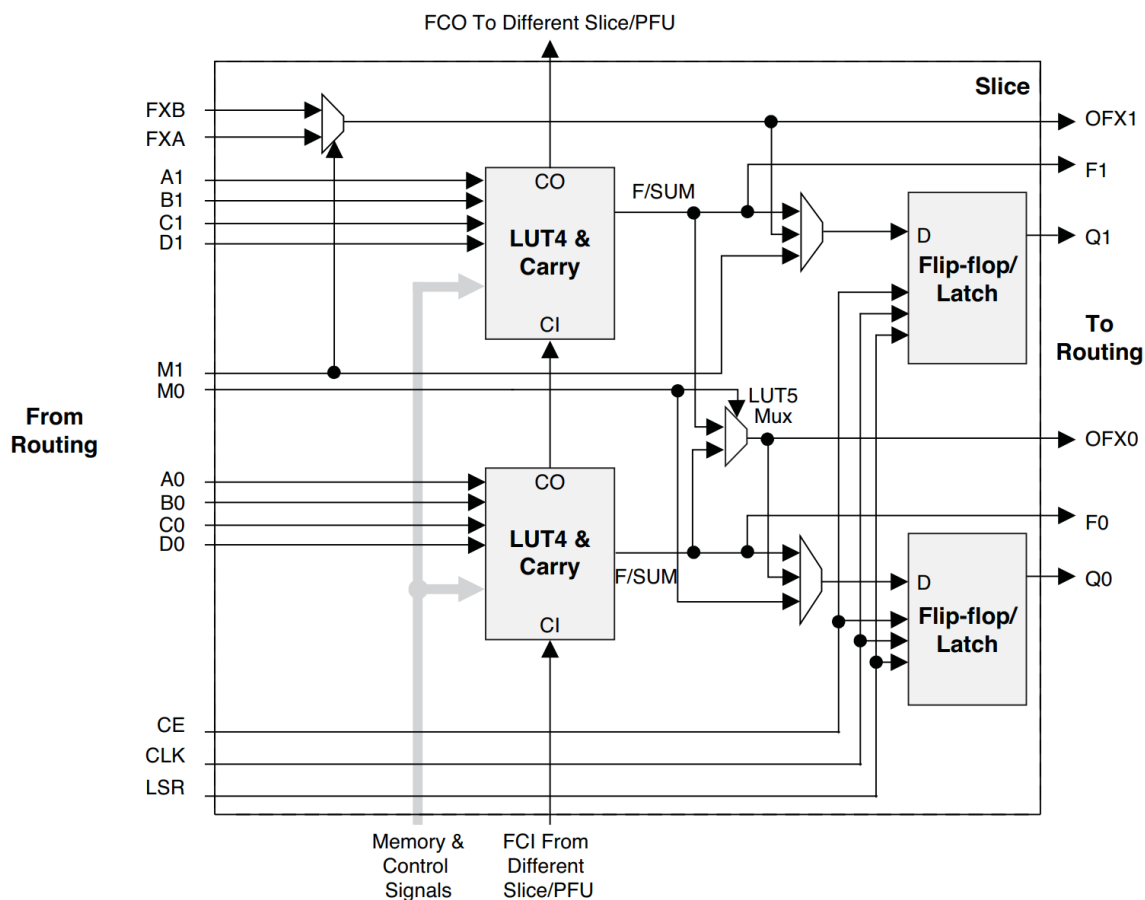 FCO To Different Slice/PFU
Slice
FXB
FXA
OFX1
F1
A1
B1
C1
D1
CO
F/SUM
LUT4 &
Carry
CI
D
Flip-flop/
Latch
Q1
To
Routing
M1
M0
From
Routing
LUT5
Mux
OFX0
A0
B0
C0
D0
CO
LUT4 &
Carry
F/SUM
CI
F0
D
Flip-flop/
Latch
Q0
CE
CLK
LSR
Memory &
Control
Signals
FCI From
Different
Slice/PFU